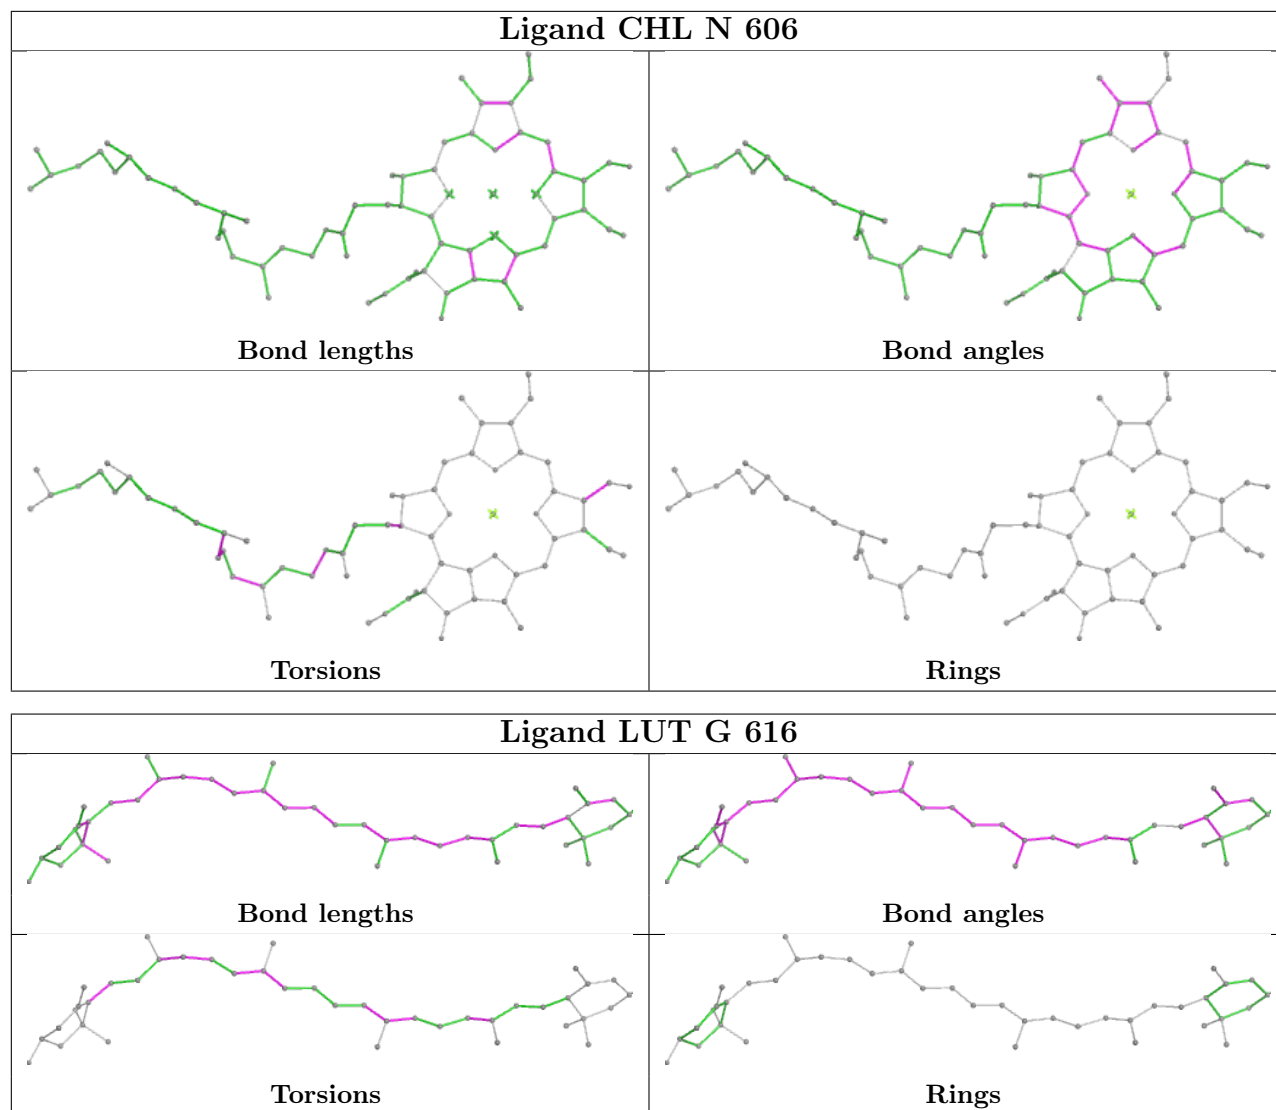 Ligand CHL N 606
Bond lengths
Bond angles
Torsions
Rings
Ligand LUT G 616
Bond lengths
Bond angles
Torsions
Rings